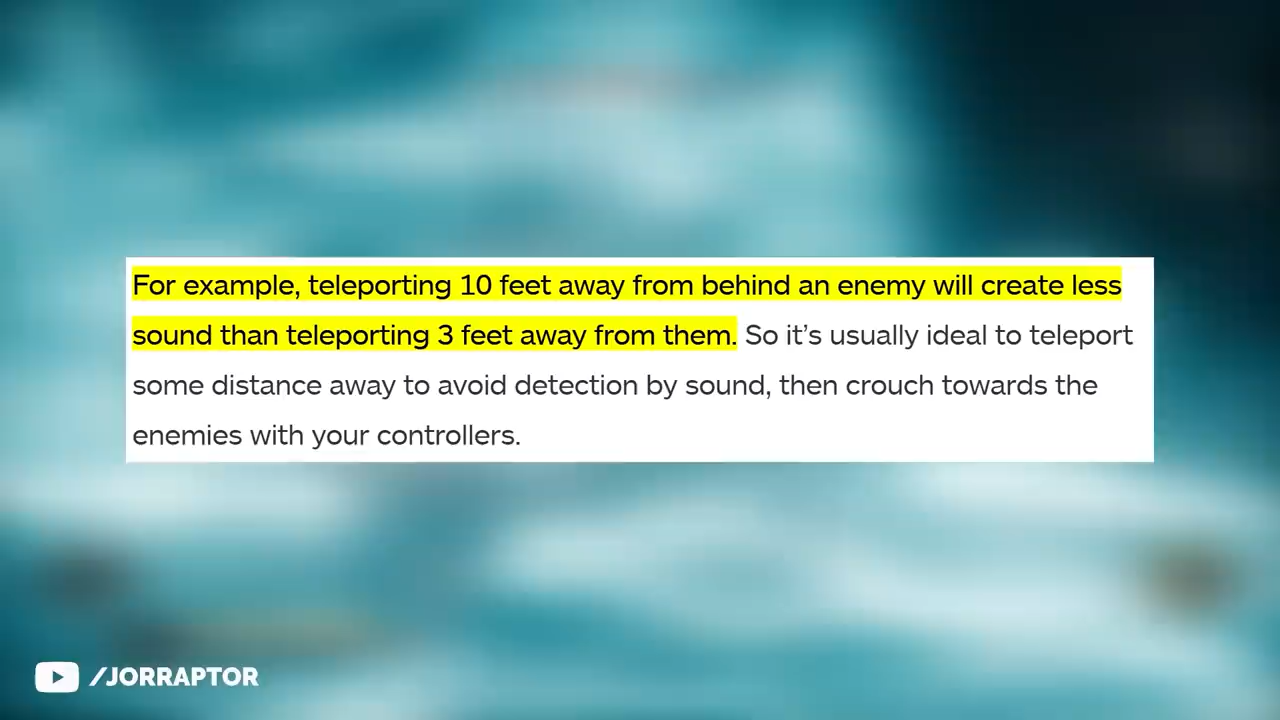 For example, teleporting 10 feet away from behind an enemy will create less
sound than teleporting 3 feet away from them. So it’s usually ideal to teleport
some distance away to avoid detection by sound, then crouch towards the
enemies with your controllers.
/JORRAPTOR